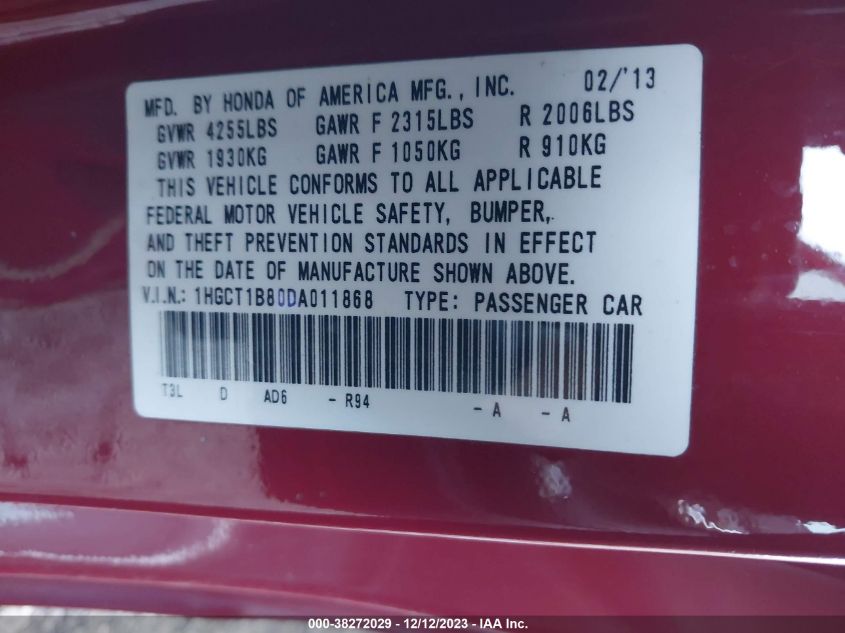 MFD. BY HONDA OF AMERICA MFG., INC. 02/'13
GVWR 4255LBS GAWR F 2315LBS R 2006LBS
GVWR 1930KG GAWR F 1050KG R 910KG
THIS VEHICLE CONFORMS TO ALL APPLICABLE
FEDERAL MOTOR VEHICLE SAFETY, BUMPER,
AND THEFT PREVENTION STANDARDS IN EFFECT
ON THE DATE OF MANUFACTURE SHOWN ABOVE.
V.I.N.: 1HGCT1B80DA011868 TYPE: PASSENGER CAR
T3L D AD6 - R94 - A - A
000-38272029 - 12/12/2023 - IAA Inc.